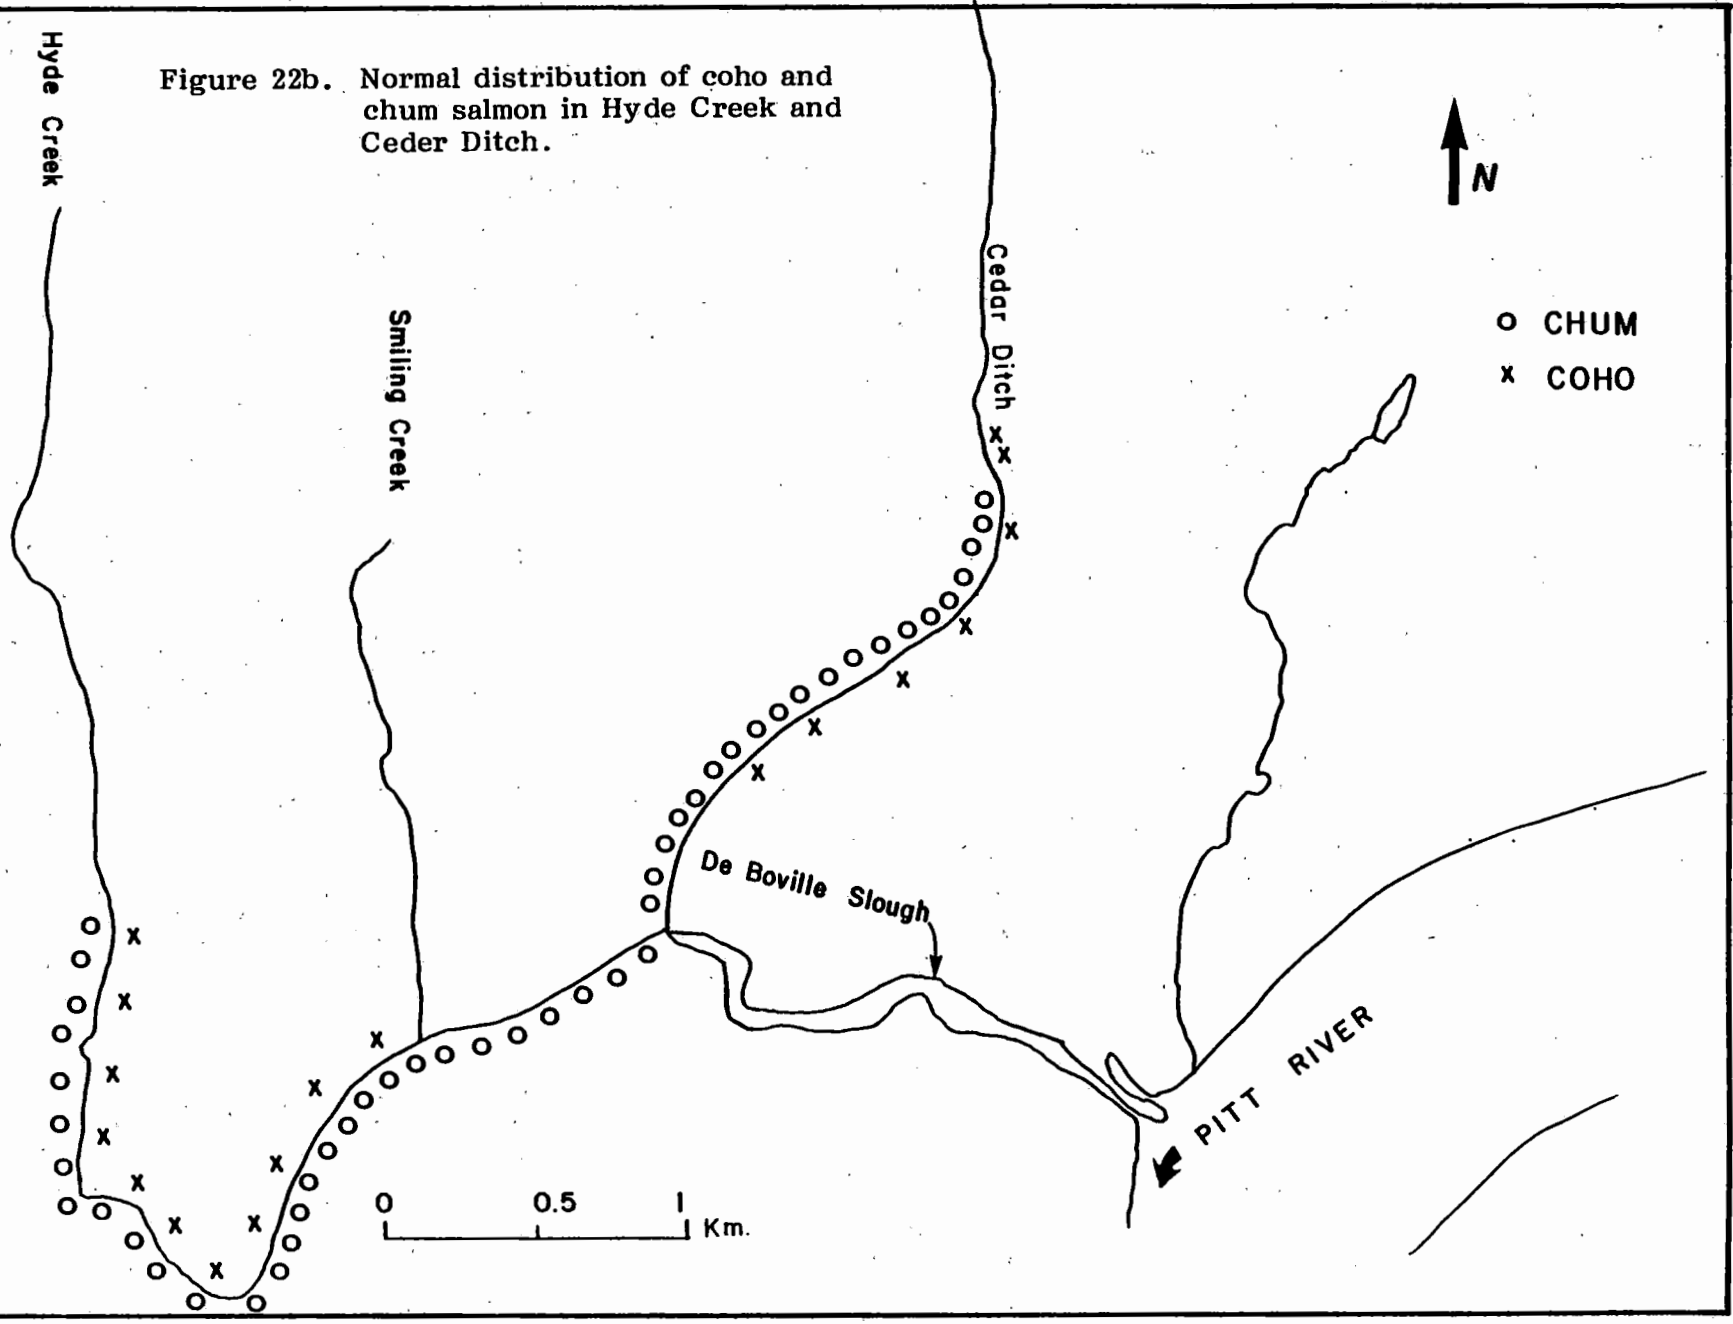 Figure 22b. Normal distribution of coho and
chum salmon in Hyde Creek and
Ceder Ditch.
Hyde Creek
Smiling Creek
Cedar Ditch
N
O CHUM
X COHO
De Boville Slough
PITT RIVER
0 0.5 1
Km.